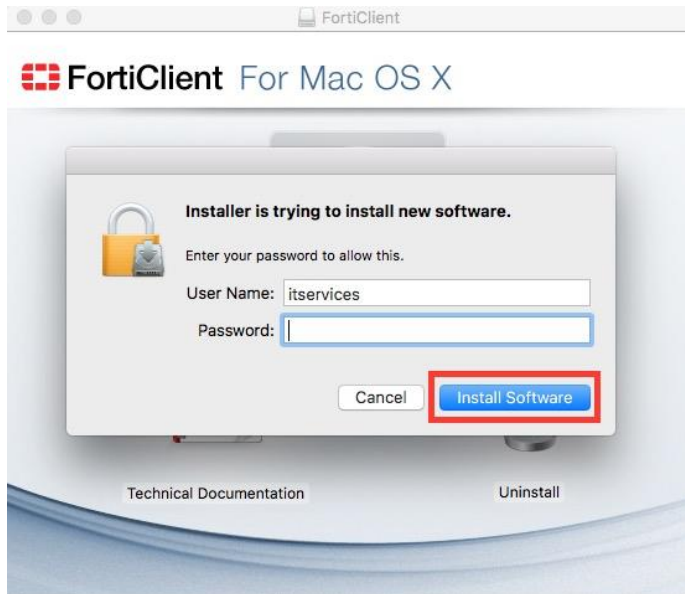 FortiClient
FortiClient For Mac OS X
Installer is trying to install new software.
Enter your password to allow this.
User Name: itservices
Password:
Cancel Install Software
Technical Documentation Uninstall